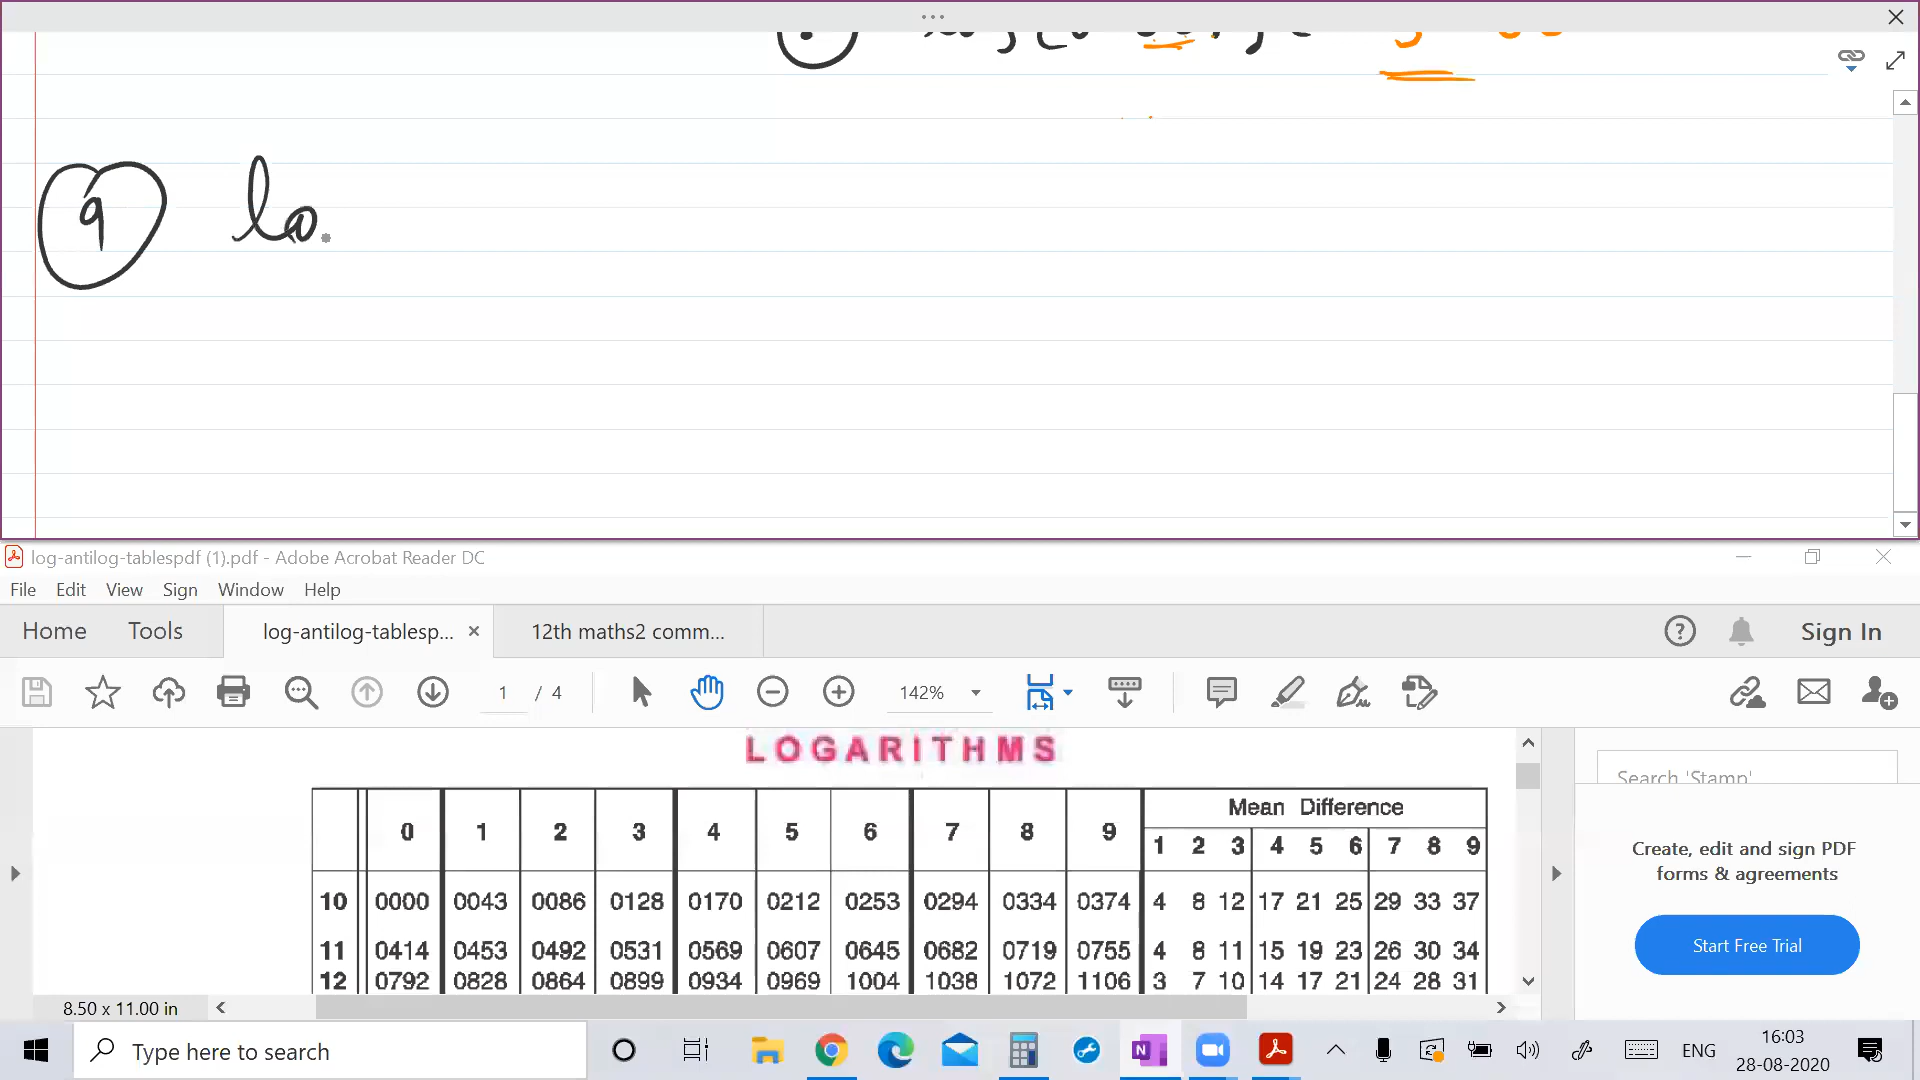 9 lo
log-antilog-tablespdf (1).pdf - Adobe Acrobat Reader DC
File Edit View Sign Window Help
Home Tools log-antilog-tablesp... × 12th maths2 comm... Sign In
1 / 4 142%
LOGARITHMS
Search 'Stamp'
Mean Difference
0 1 2 3 4 5 6 7 8 9 1 2 3 4 5 6 7 8 9
10 0000 0043 0086 0128 0170 0212 0253 0294 0334 0374 4 8 12 17 21 25 29 33 37
11 0414 0453 0492 0531 0569 0607 0645 0682 0719 0755 4 8 11 15 19 23 26 30 34
12 0792 0828 0864 0899 0934 0969 1004 1038 1072 1106 3 7 10 14 17 21 24 28 31
Create, edit and sign PDF
forms & agreements
Start Free Trial
8.50 x 11.00 in
Type here to search
ENG
16:03
28-08-2020